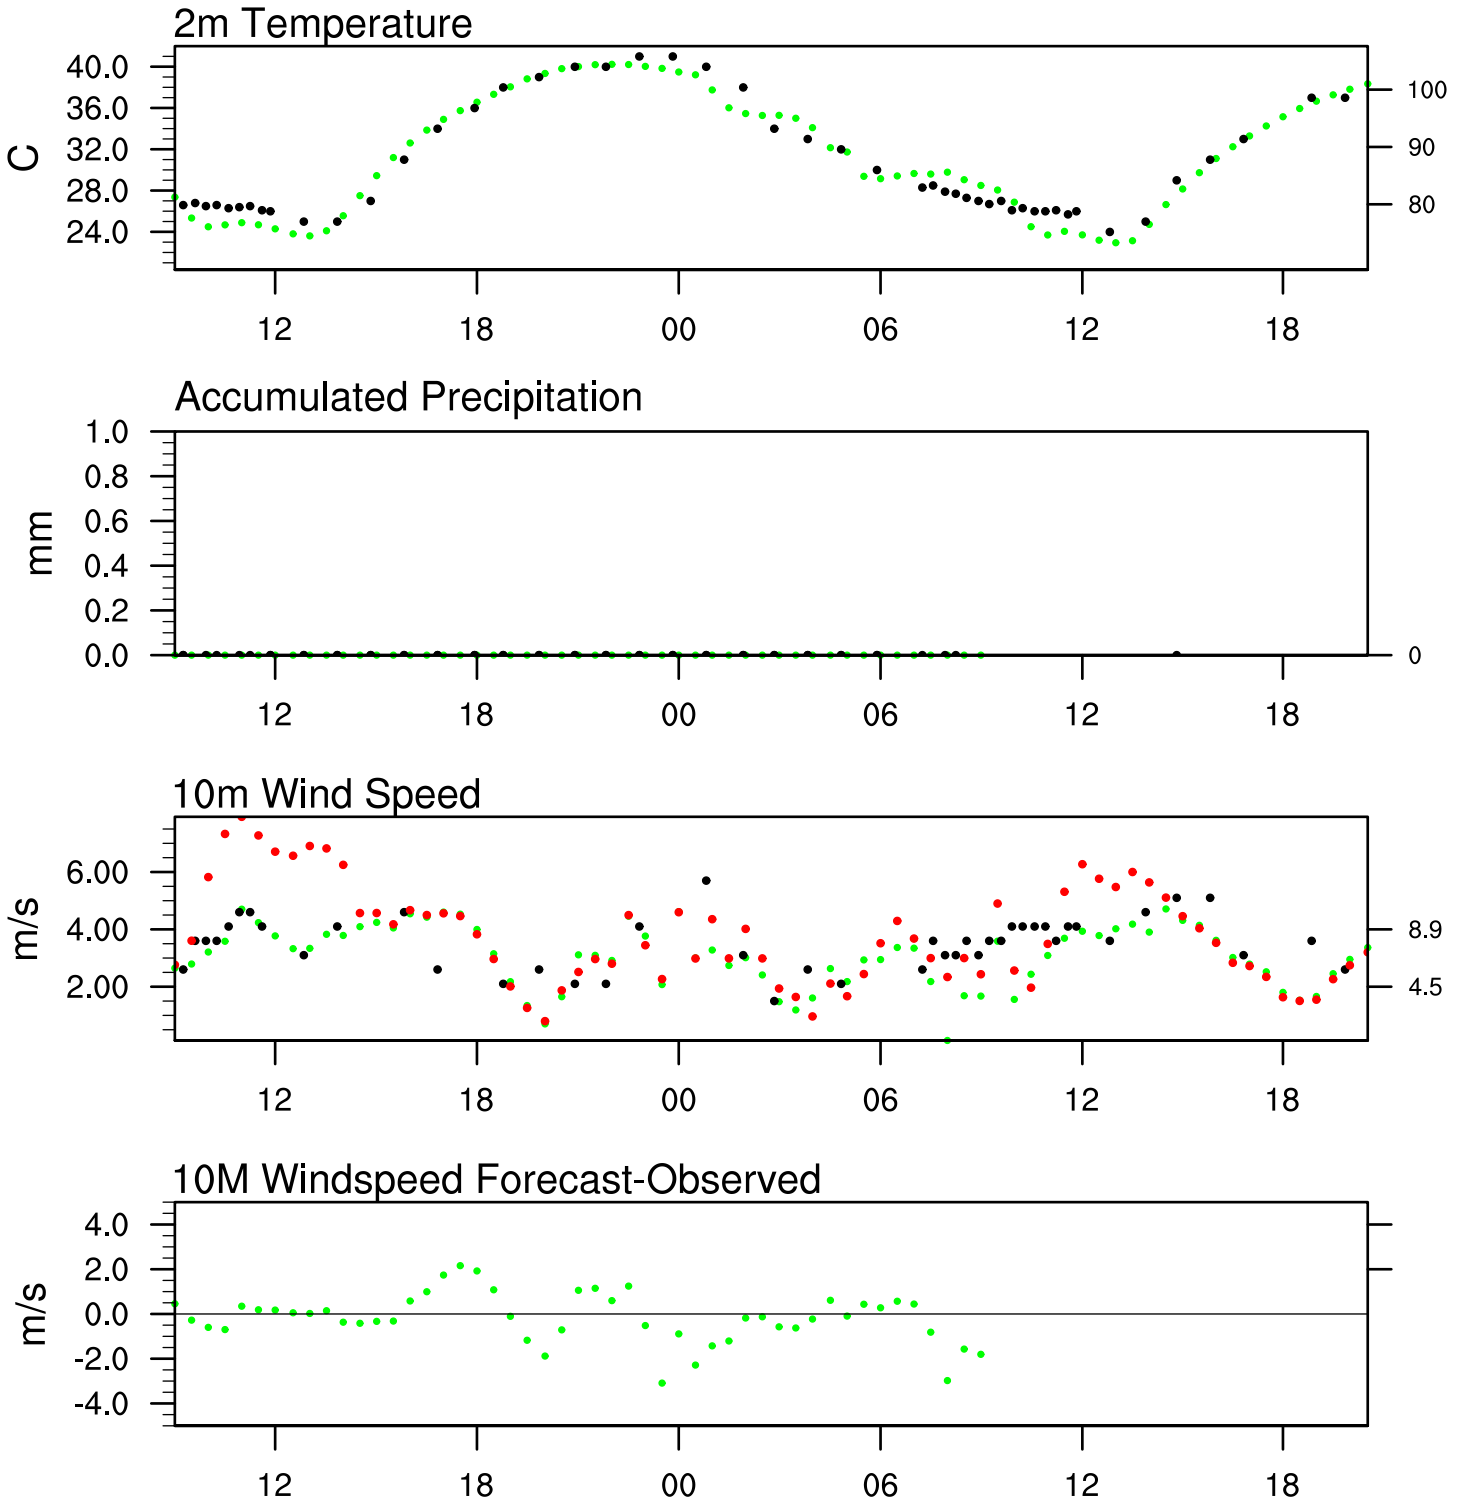 2m Temperature
40.0
36.0
32.0
28.0
24.0
C
100
90
80
12 18 00 06 12 18
Accumulated Precipitation
1.0
0.8
0.6
0.4
0.2
0.0
mm
0
12 18 00 06 12 18
10m Wind Speed
6.00
4.00
2.00
m/s
8.9
4.5
12 18 00 06 12 18
10M Windspeed Forecast-Observed
4.0
2.0
0.0
-2.0
-4.0
m/s
12 18 00 06 12 18